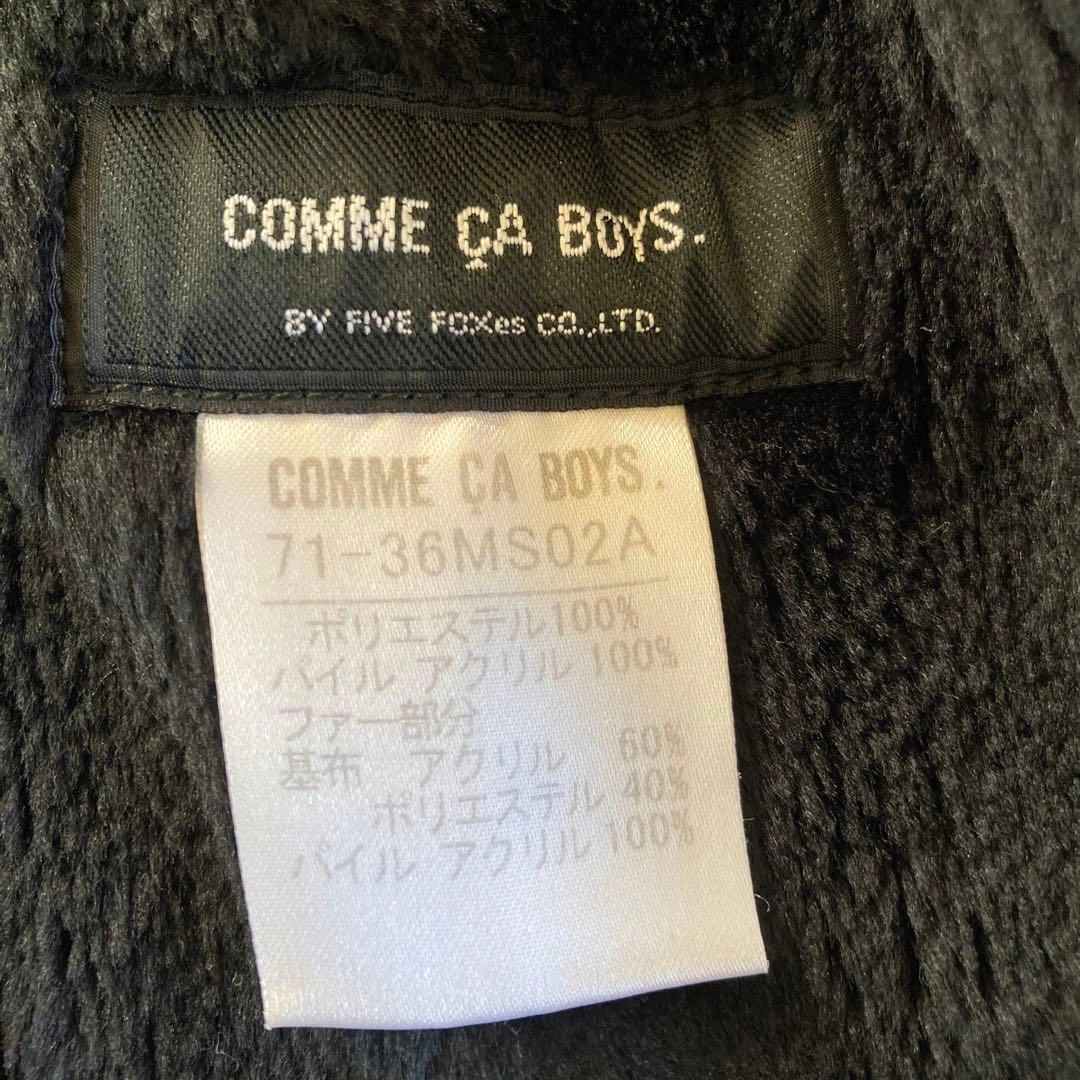 COMME ÇA BOYS.
BY FIVE FOXes CO.,LTD.
COMME ÇA BOYS.
71-36MS02A
ポリエステル100%
パイル アクリル 100%
ファー部分
基布 アクリル 60%
ポリエステル 40%
パイル アクリル 100%